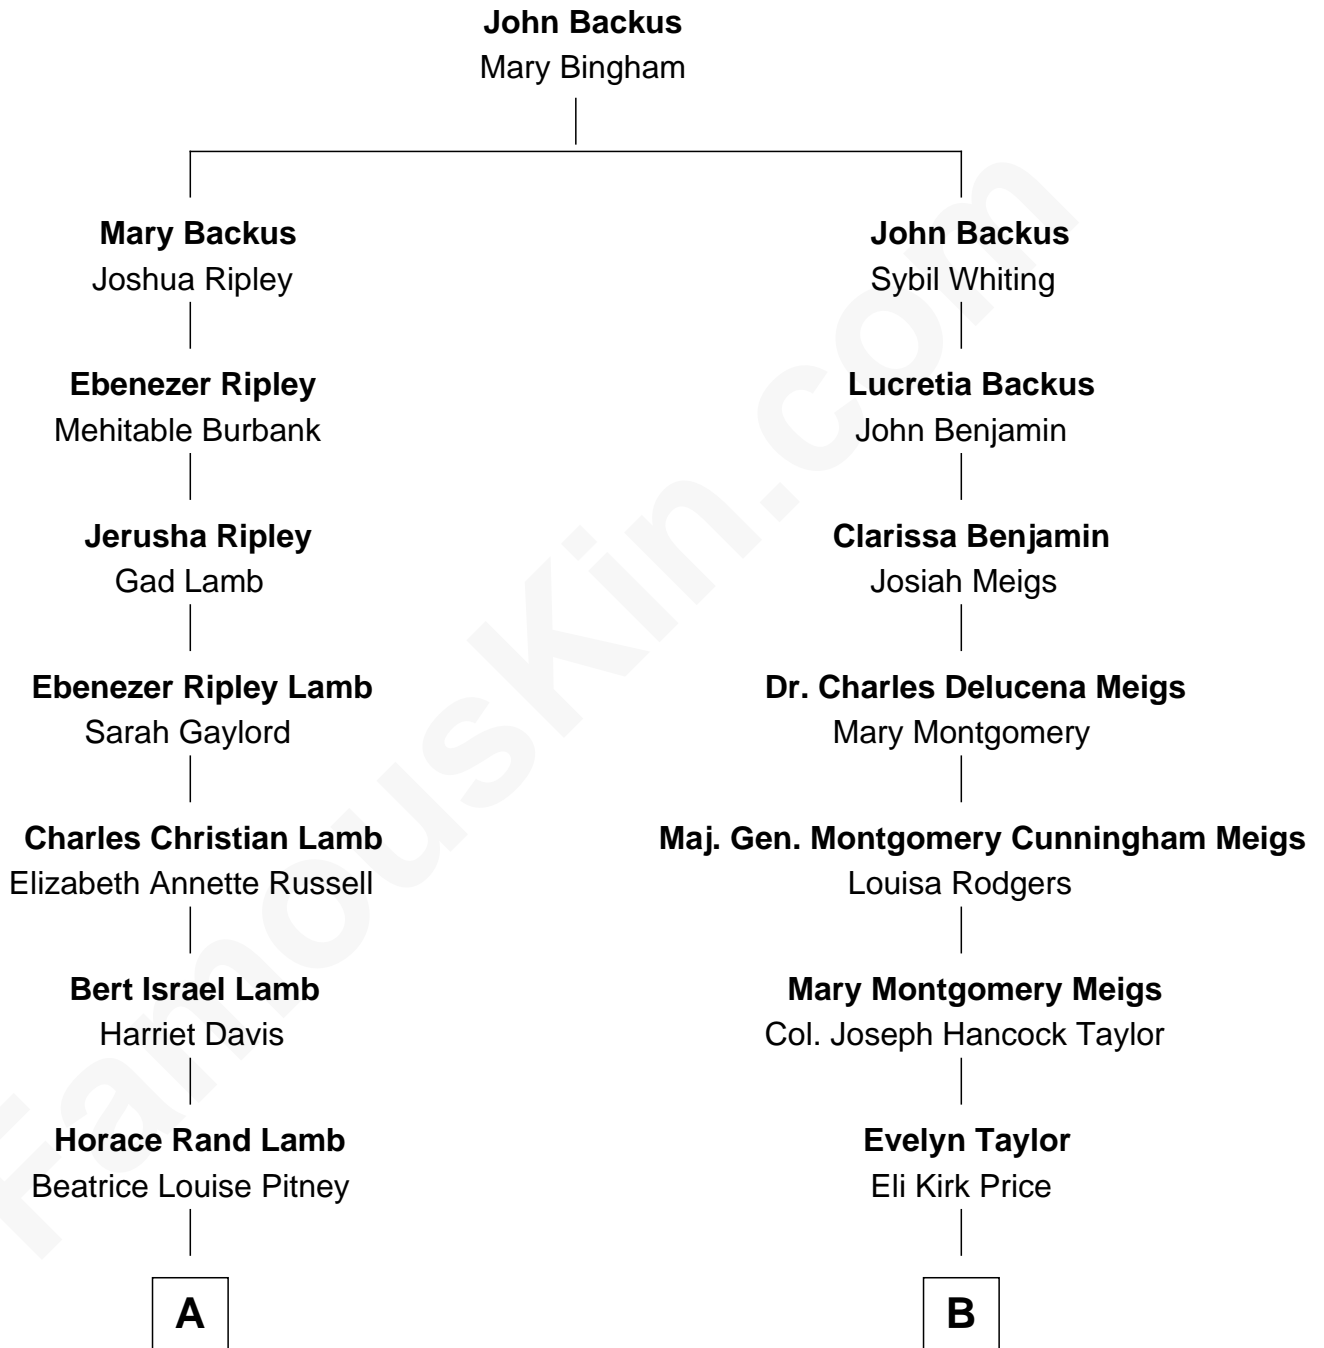 John Backus
Mary Bingham
Mary Backus
Joshua Ripley
John Backus
Sybil Whiting
Ebenezer Ripley
Mehitable Burbank
Lucretia Backus
John Benjamin
Jerusha Ripley
Gad Lamb
Clarissa Benjamin
Josiah Meigs
Ebenezer Ripley Lamb
Sarah Gaylord
Dr. Charles Delucena Meigs
Mary Montgomery
Charles Christian Lamb
Elizabeth Annette Russell
Maj. Gen. Montgomery Cunningham Meigs
Louisa Rodgers
Bert Israel Lamb
Harriet Davis
Mary Montgomery Meigs
Col. Joseph Hancock Taylor
Horace Rand Lamb
Beatrice Louise Pitney
Evelyn Taylor
Eli Kirk Price
A
B
FamousKin.com